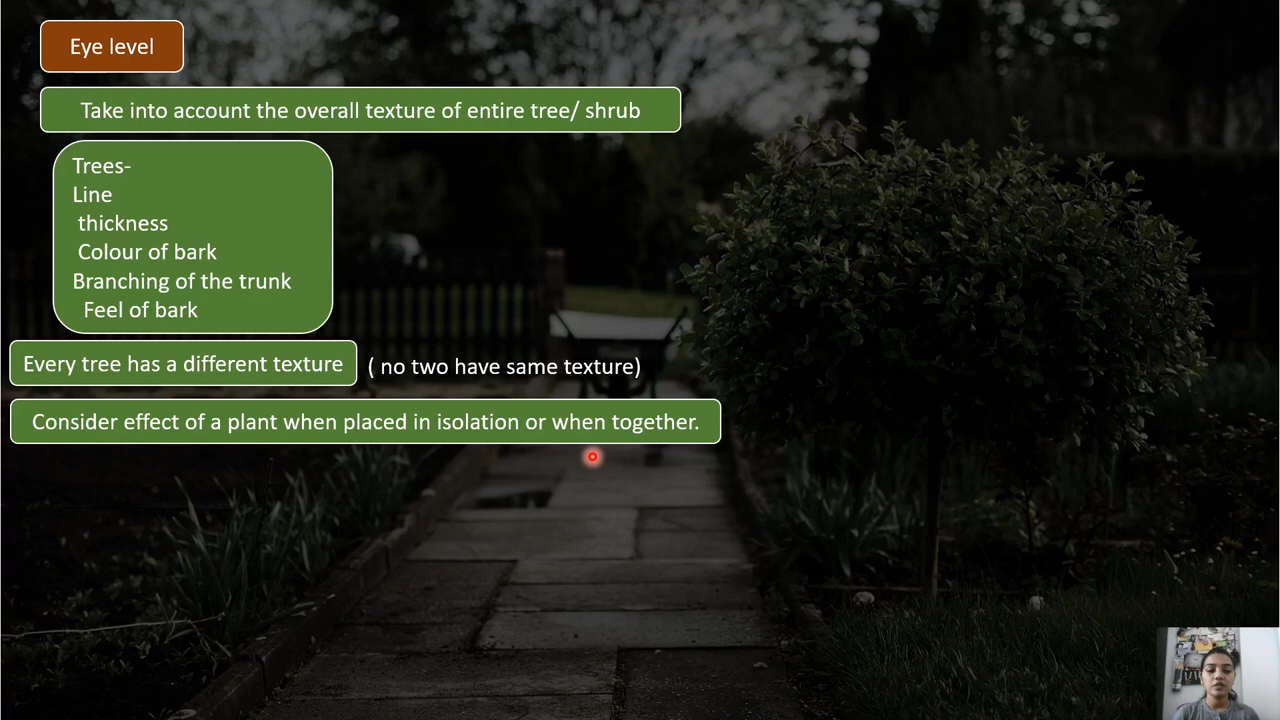 Eye level
Take into account the overall texture of entire tree/ shrub
Trees-
Line
thickness
Colour of bark
Branching of the trunk
Feel of bark
Every tree has a different texture ( no two have same texture)
Consider effect of a plant when placed in isolation or when together.